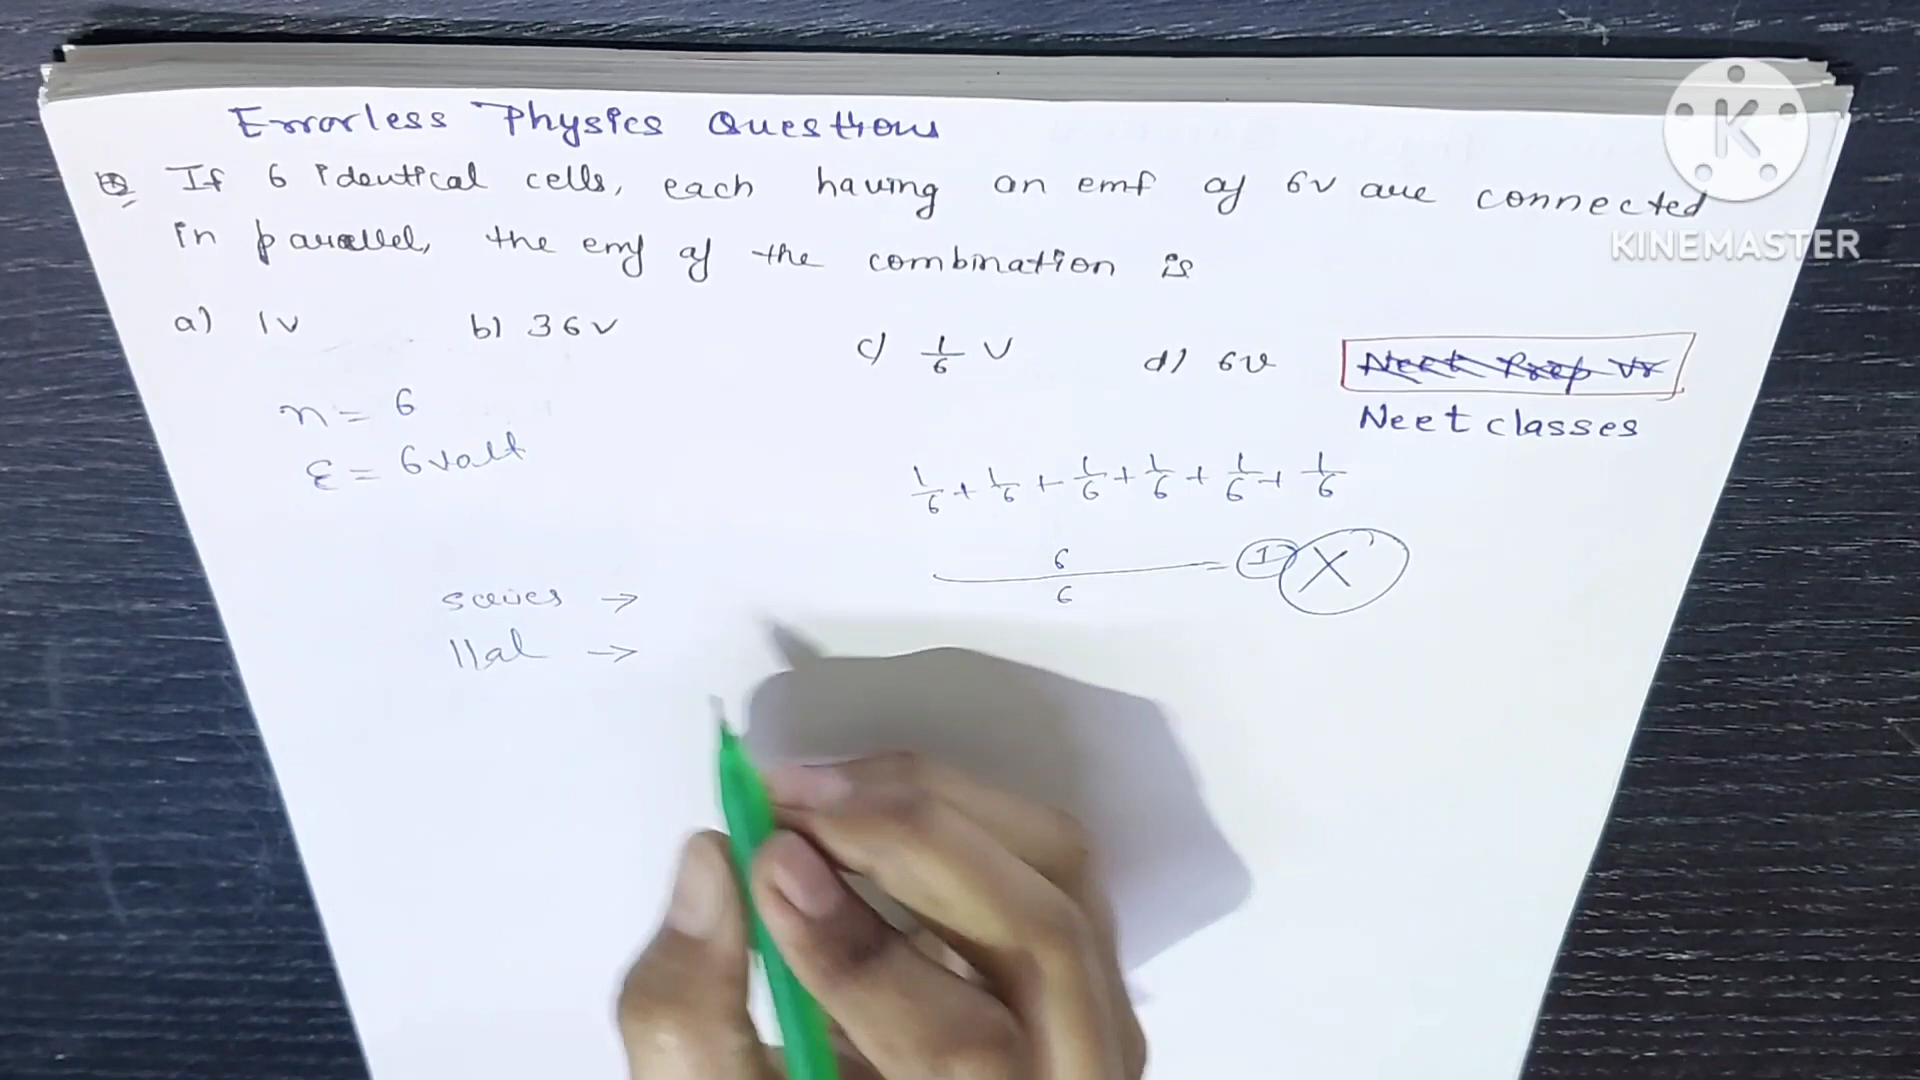 Errorless Physics Questions
Q If 6 identical cells, each having an emf of 6v are connected
in parallel, the emf of the combination is
a) 1v b) 36v c) 1/6 V d) 6v
Neet Prep Vr
Neet classes
n = 6
ε = 6 volt
1/6 + 1/6 + 1/6 + 1/6 + 1/6 + 1/6
6/6 = 1 X
series →
llal →
K
KINEMASTER